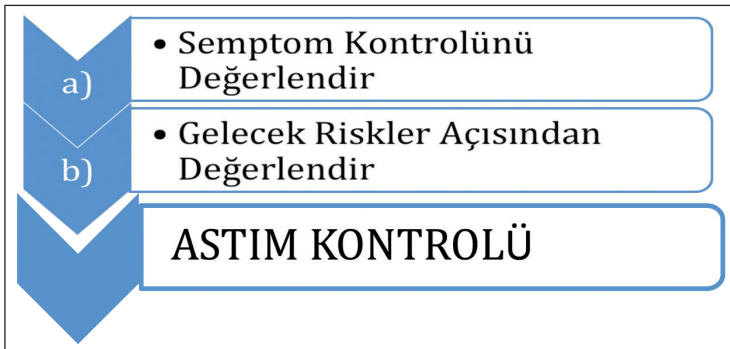 a)
• Semptom Kontrolünü
Değerlendir
b)
• Gelecek Riskler Açısından
Değerlendir
ASTIM KONTROLÜ